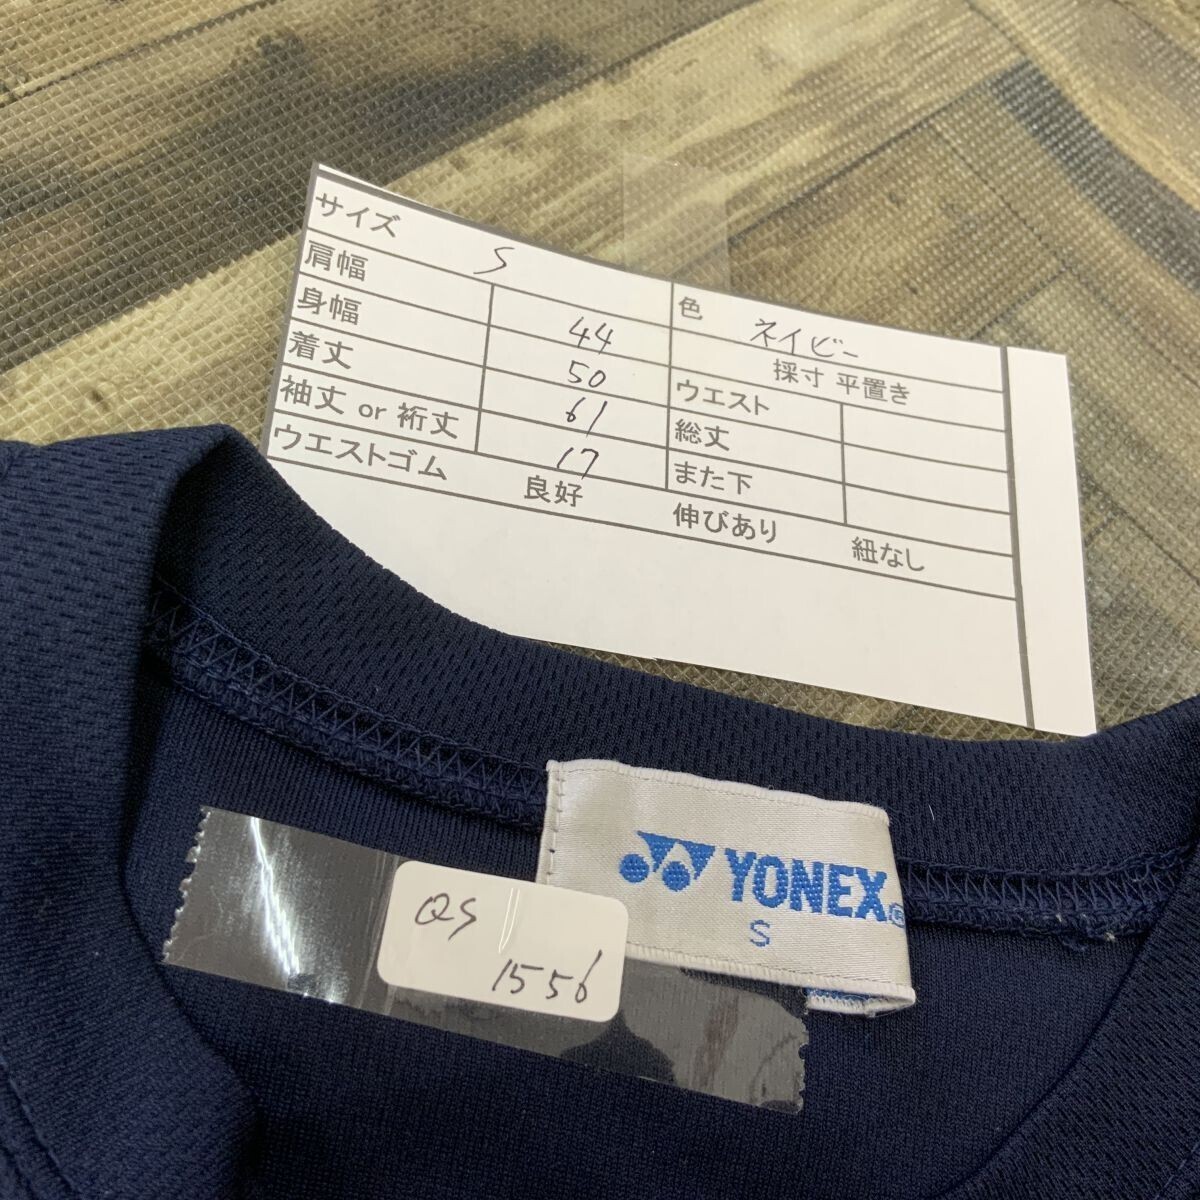 サイズ S 色 ネイビー
肩幅 44 採寸 平置き
身幅 50 ウエスト
着丈 61 総丈
袖丈 or 裄丈 17 また下
ウエストゴム 良好 伸びあり 紐なし
YONEX®
S
QS
1556